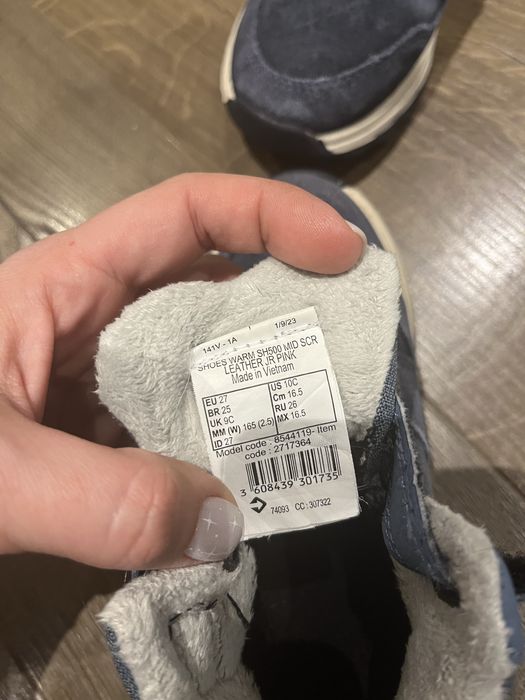 141V - 1A 1/9/23
SHOES WARM SH500 MID SCR
LEATHER JR PINK
Made in Vietnam
EU 27 US 10C
BR 25 Cm 16.5
UK 9C RU 26
MM (W) 165 (2.5) MX 16.5
ID 27
Model code : 8544119- Item
code : 2717364
3 608439 301735
74093 CC : 307322